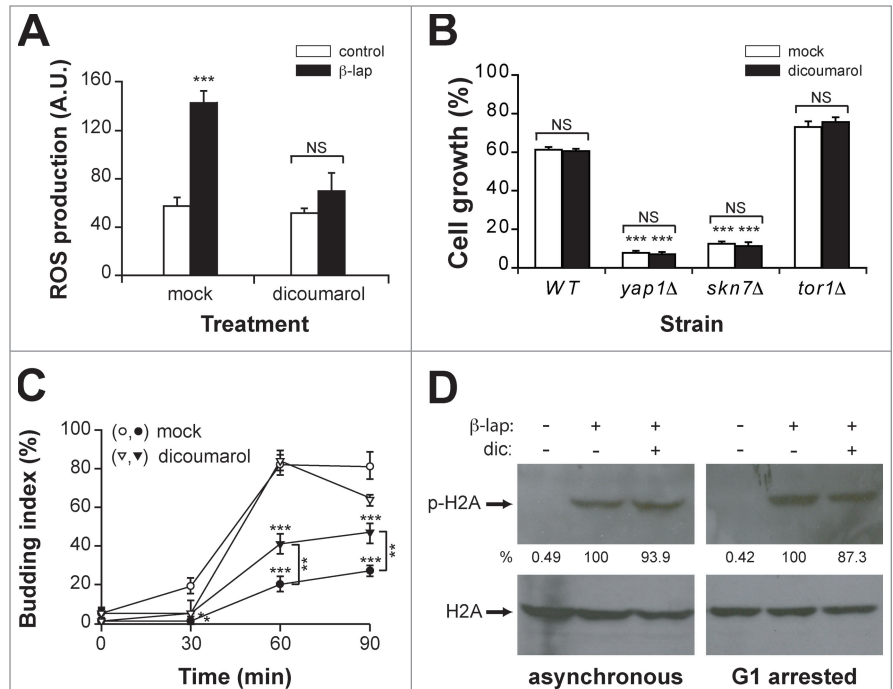 A
control
β-lap
ROS production (A.U.)
160
120
80
40
0
***
NS
mock
dicoumarol
Treatment
B
mock
dicoumarol
Cell growth (%)
100
80
60
40
20
0
NS
NS
*** ***
NS
*** ***
NS
WT
yap1Δ
skn7Δ
tor1Δ
Strain
C
(○,●) mock
(▽,▼) dicoumarol
Budding index (%)
100
80
60
40
20
0
***
***
**
***
***
**
**
0
30
60
90
Time (min)
D
β-lap: - + + - + +
dic: - - + - - +
p-H2A
% 0.49 100 93.9 0.42 100 87.3
H2A
asynchronous
G1 arrested